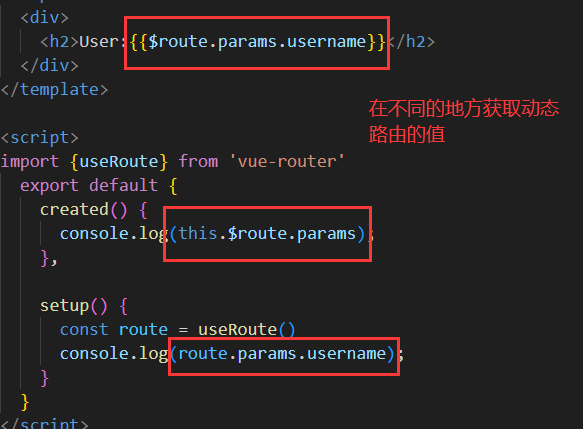 <div>
<h2>User:{{$route.params.username}}</h2>
</div>
</template>
在不同的地方获取动态
路由的值
<script>
import {useRoute} from 'vue-router'
export default {
created() {
console.log(this.$route.params);
},
setup() {
const route = useRoute()
console.log(route.params.username);
}
}
</script>